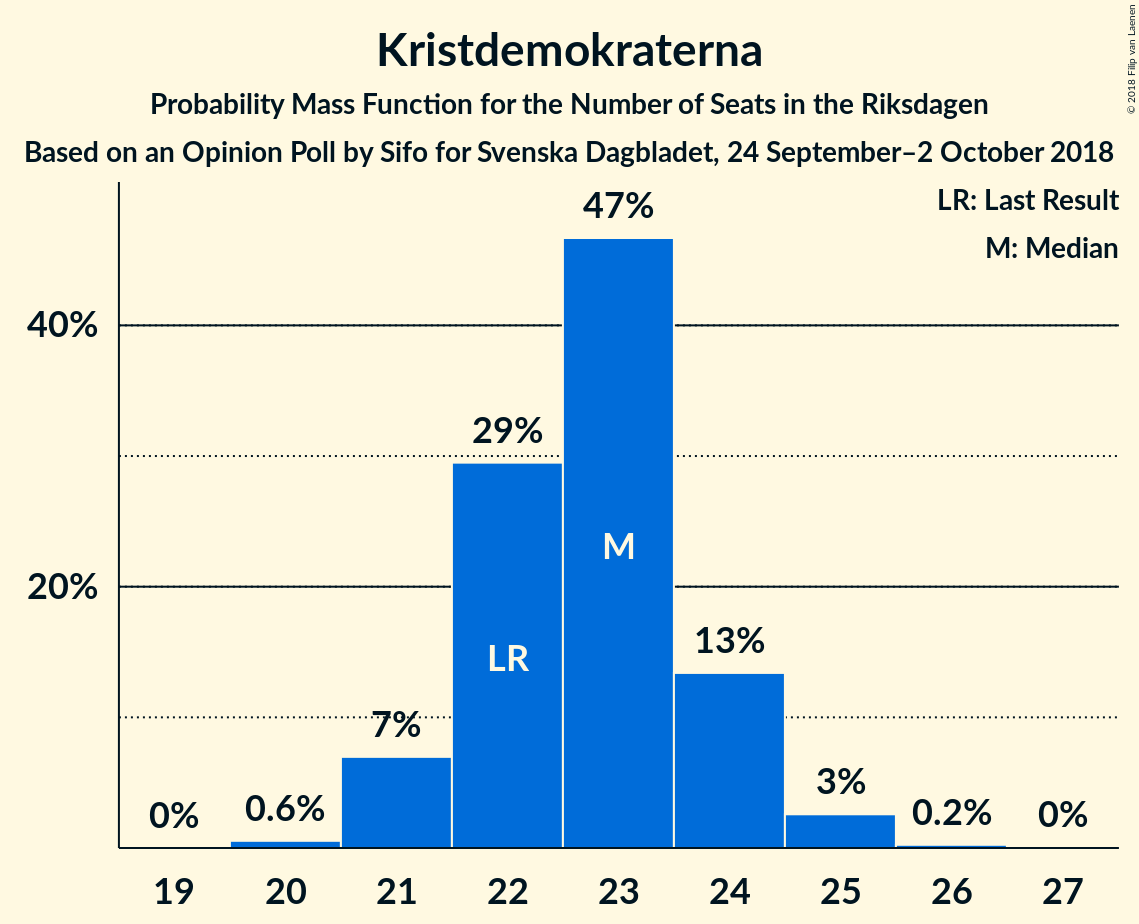 Kristdemokraterna
Probability Mass Function for the Number of Seats in the Riksdagen
Based on an Opinion Poll by Sifo for Svenska Dagbladet, 24 September–2 October 2018
© 2018 Filip van Laenen
LR: Last Result
M: Median
40%
20%
0%
0.6%
7%
29%
47%
13%
3%
0.2%
0%
LR
M
19 20 21 22 23 24 25 26 27